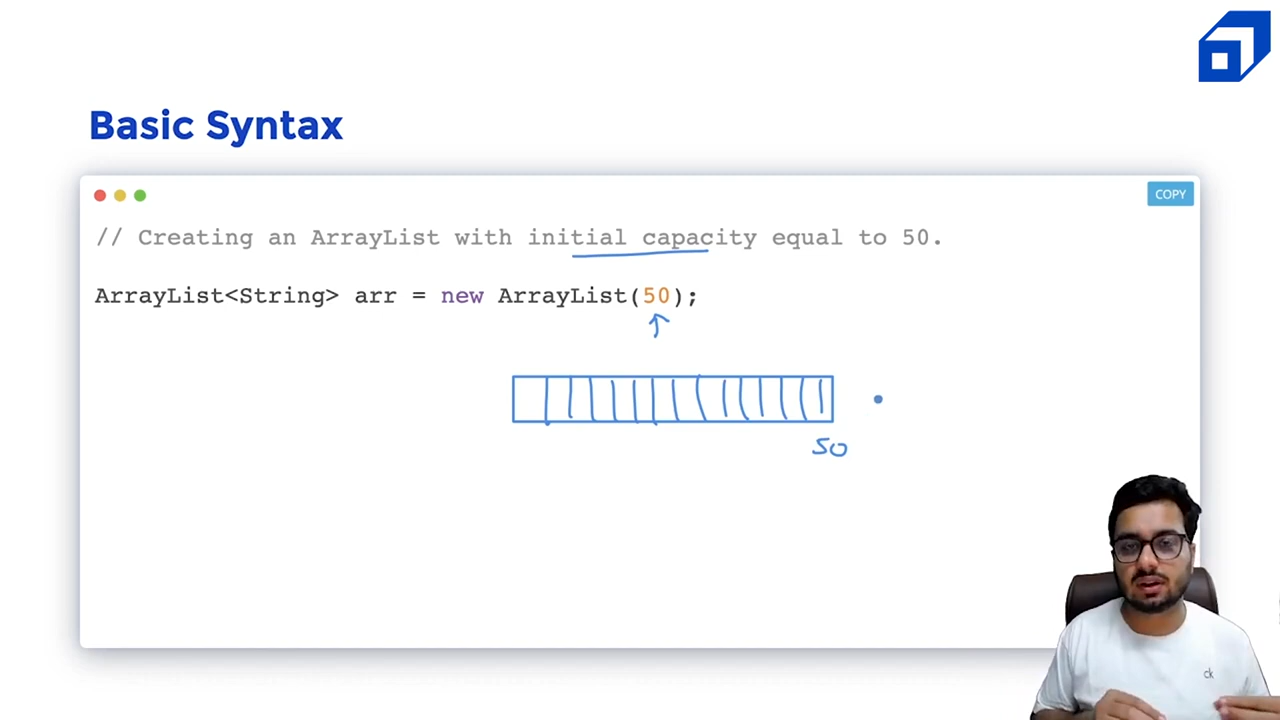 Basic Syntax
COPY
// Creating an ArrayList with initial capacity equal to 50.
ArrayList<String> arr = new ArrayList(50);
50
ck